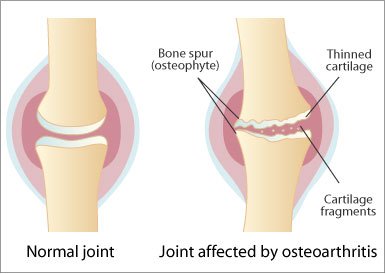 Bone spur
(osteophyte)
Thinned
cartilage
Cartilage
fragments
Normal joint
Joint affected by osteoarthritis